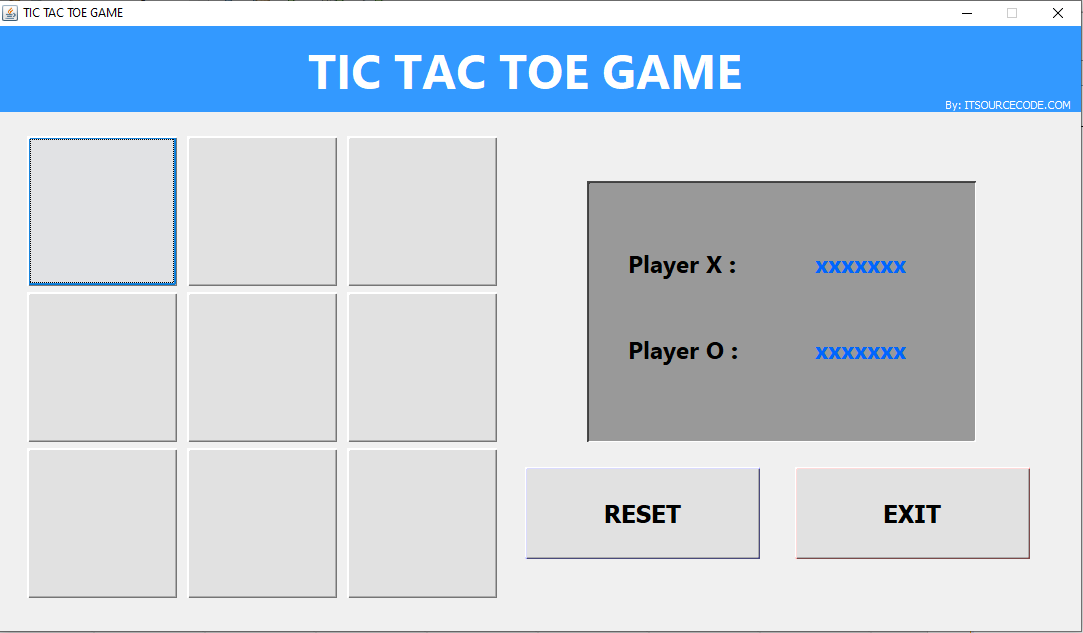 TIC TAC TOE GAME
TIC TAC TOE GAME
By: ITSOURCECODE.COM
Player X : xxxxxxx
Player O : xxxxxxx
RESET EXIT